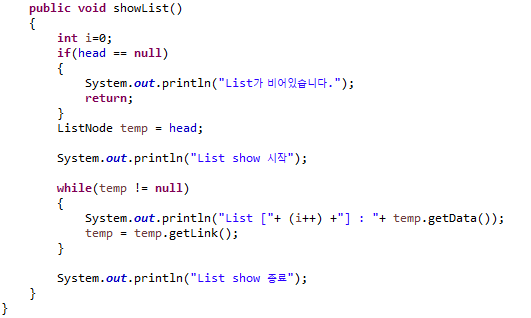 public void showList()
{
int i=0;
if(head == null)
{
System.out.println("List가 비어있습니다.");
return;
}
ListNode temp = head;
System.out.println("List show 시작");
while(temp != null)
{
System.out.println("List ["+ (i++) +"] : "+ temp.getData());
temp = temp.getLink();
}
System.out.println("List show 종료");
}
}